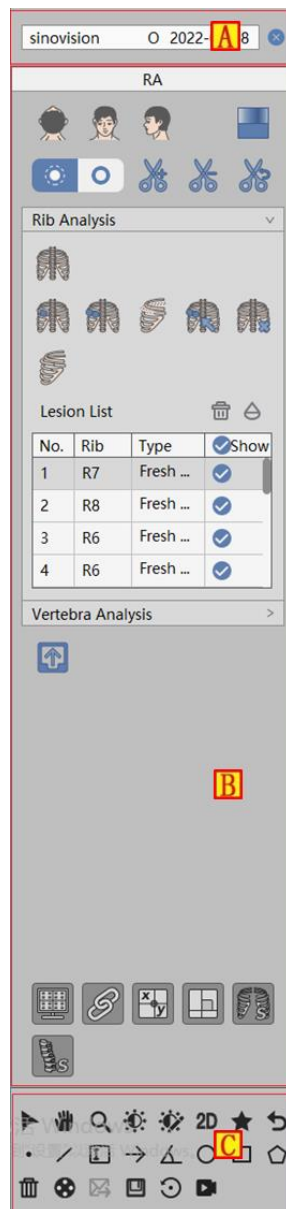 sinovision O 2022- A 8
RA
Rib Analysis
Lesion List
No. Rib Type Show
1 R7 Fresh ...
2 R8 Fresh ...
3 R6 Fresh ...
4 R6 Fresh ...
Vertebra Analysis
B
x y S
S
2D
I C